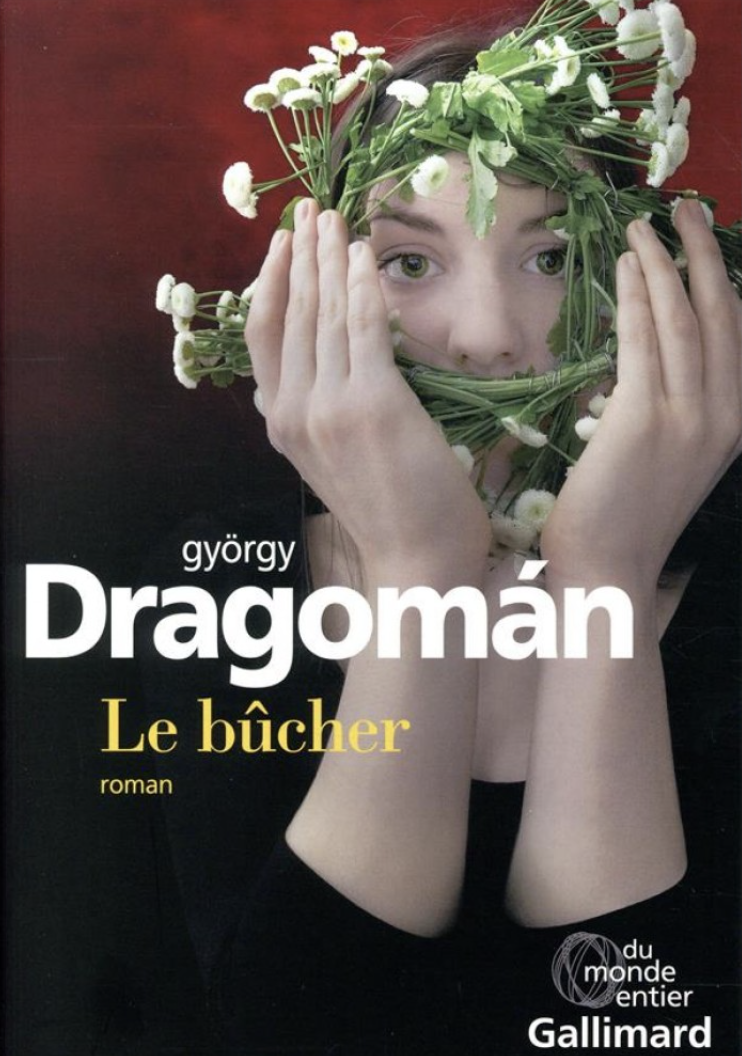 györgy
Dragomán
Le bûcher
roman
du
monde
entier
Gallimard